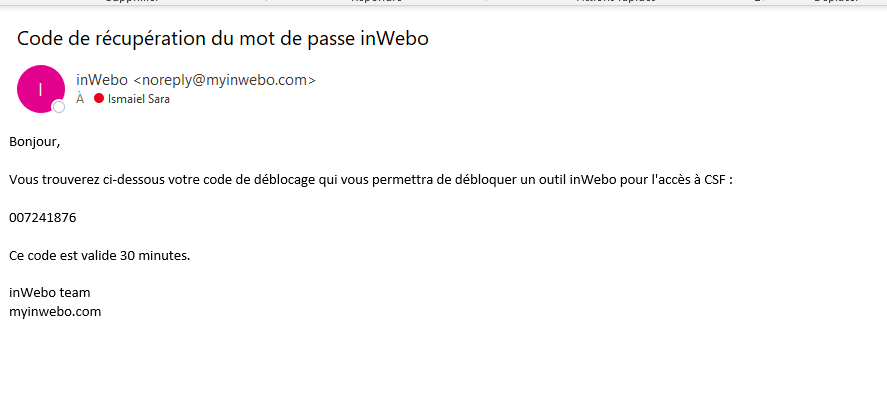 Code de récupération du mot de passe inWebo
I
inWebo <noreply@myinwebo.com>
À Ismaiel Sara
Bonjour,
Vous trouverez ci-dessous votre code de déblocage qui vous permettra de débloquer un outil inWebo pour l'accès à CSF :
007241876
Ce code est valide 30 minutes.
inWebo team
myinwebo.com